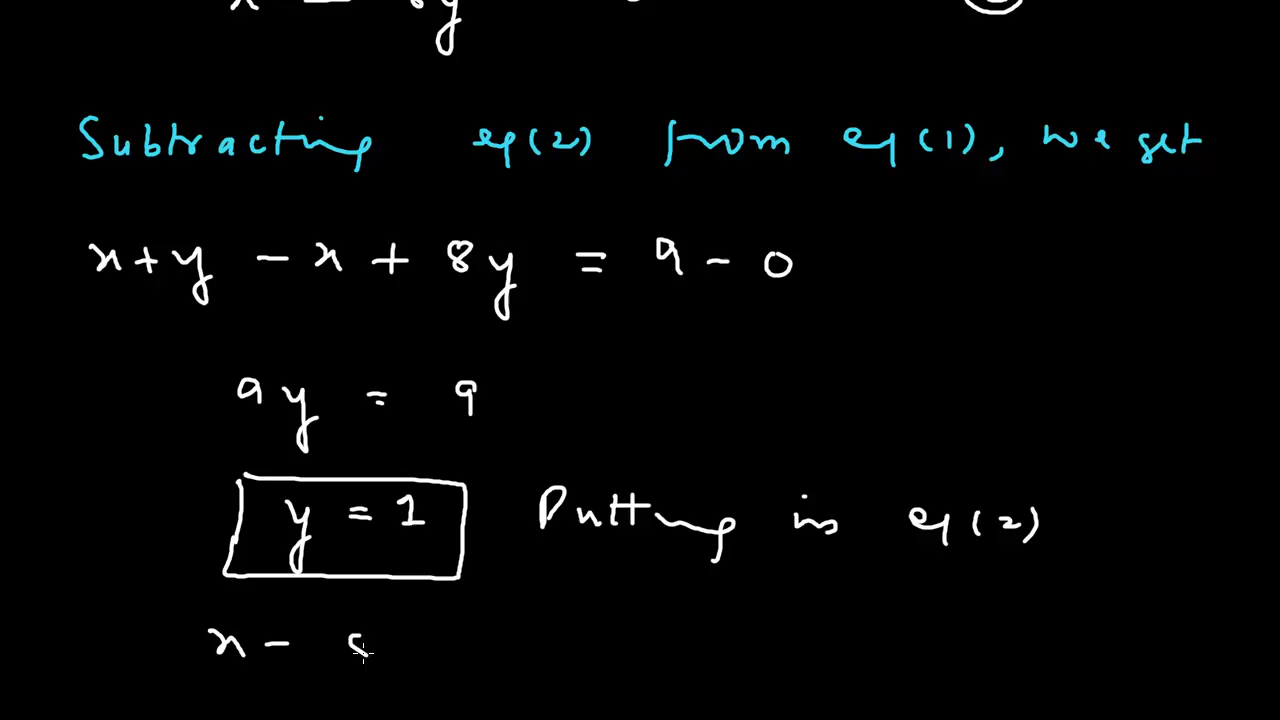 Subtracting eq(2) from eq(1), we get
x+y - x + 8y = 9 - 0
9y = 9
y = 1 Putting in eq(2)
x -